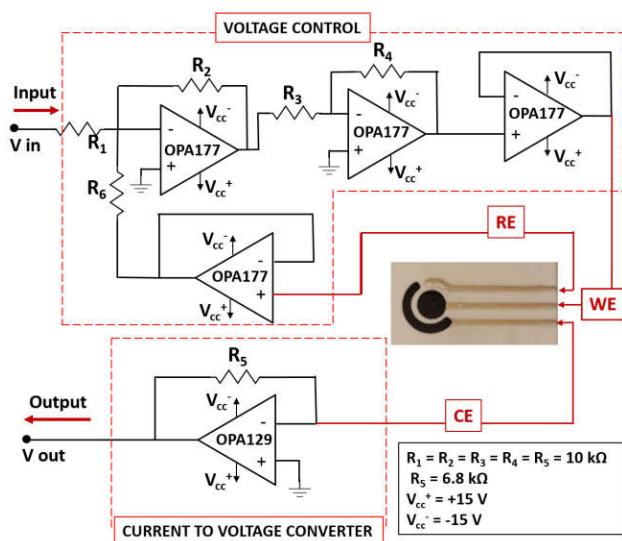 VOLTAGE CONTROL
Input
V in
R1
R2
Vcc-
-
OPA177
+
Vcc+
R3
R4
Vcc-
-
OPA177
+
Vcc+
Vcc-
-
OPA177
+
Vcc+
R6
Vcc-
-
OPA177
+
Vcc+
RE
WE
CE
Output
V out
R5
Vcc-
-
OPA129
+
Vcc+
CURRENT TO VOLTAGE CONVERTER
R1 = R2 = R3 = R4 = R5 = 10 kΩ
R5 = 6.8 kΩ
Vcc+ = +15 V
Vcc- = -15 V